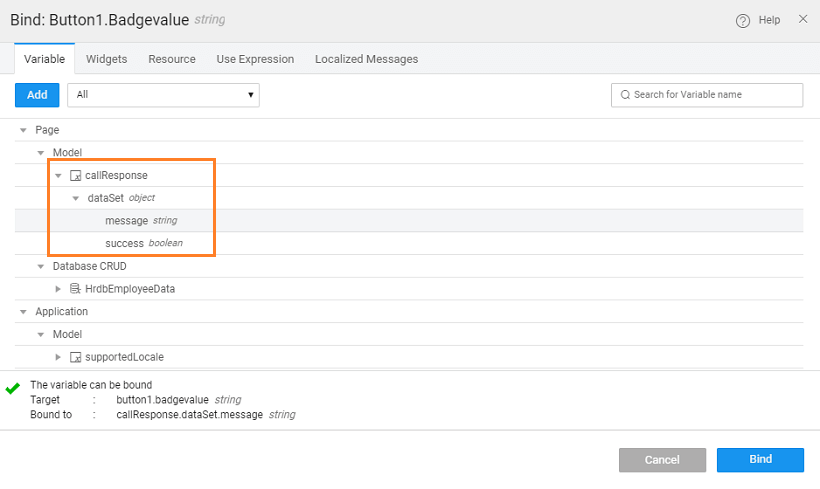 Bind: Button1.Badgevalue string
Help
Variable Widgets Resource Use Expression Localized Messages
Add All Search for Variable name
Page
Model
callResponse
dataSet object
message string
success boolean
Database CRUD
HrdbEmployeeData
Application
Model
supportedLocale
The variable can be bound
Target : button1.badgevalue string
Bound to : callResponse.dataSet.message string
Cancel Bind